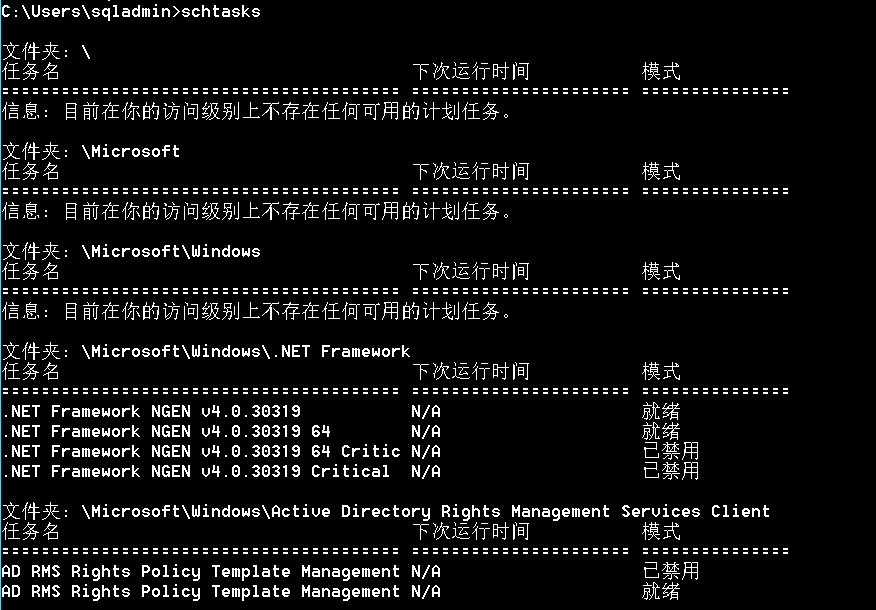 C:\Users\sqladmin>schtasks
文件夹: \
任务名 下次运行时间 模式
======================================== ====================== ===============
信息: 目前在你的访问级别上不存在任何可用的计划任务。
文件夹: \Microsoft
任务名 下次运行时间 模式
======================================== ====================== ===============
信息: 目前在你的访问级别上不存在任何可用的计划任务。
文件夹: \Microsoft\Windows
任务名 下次运行时间 模式
======================================== ====================== ===============
信息: 目前在你的访问级别上不存在任何可用的计划任务。
文件夹: \Microsoft\Windows\.NET Framework
任务名 下次运行时间 模式
======================================== ====================== ===============
.NET Framework NGEN v4.0.30319 N/A 就绪
.NET Framework NGEN v4.0.30319 64 N/A 就绪
.NET Framework NGEN v4.0.30319 64 Critic N/A 已禁用
.NET Framework NGEN v4.0.30319 Critical N/A 已禁用
文件夹: \Microsoft\Windows\Active Directory Rights Management Services Client
任务名 下次运行时间 模式
======================================== ====================== ===============
AD RMS Rights Policy Template Management N/A 已禁用
AD RMS Rights Policy Template Management N/A 就绪